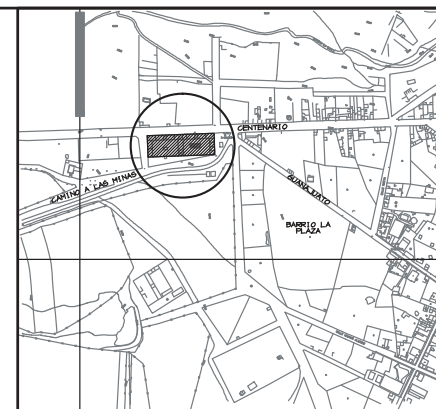 CENTENARIO
CAMINO A LAS MINAS
GUANAJUATO
BARRIO LA
PLAZA